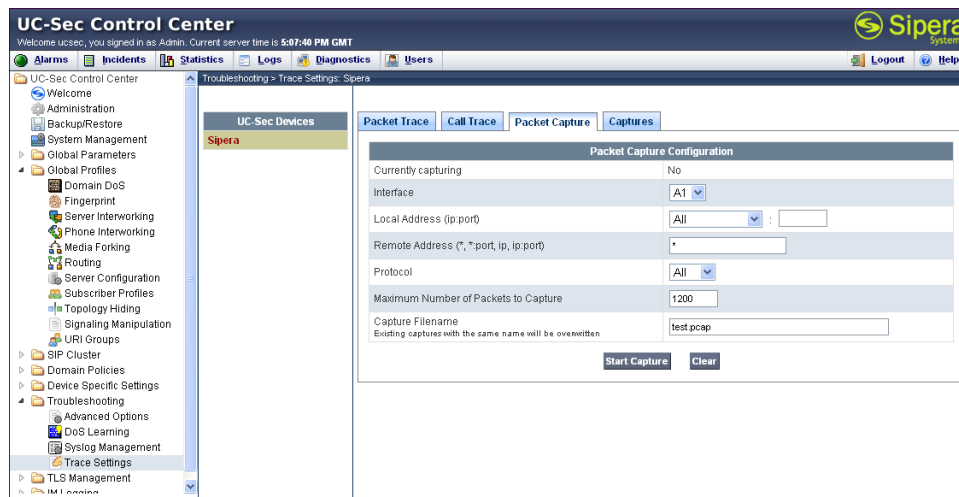 UC-Sec Control Center
Welcome ucsec, you signed in as Admin. Current server time is 5:07:40 PM GMT
Sipera
System
Alarms Incidents Statistics Logs Diagnostics Users Logout Help
UC-Sec Control Center
Welcome
Administration
Backup/Restore
System Management
Global Parameters
Global Profiles
Domain DoS
Fingerprint
Server Interworking
Phone Interworking
Media Forking
Routing
Server Configuration
Subscriber Profiles
Topology Hiding
Signaling Manipulation
URI Groups
SIP Cluster
Domain Policies
Device Specific Settings
Troubleshooting
Advanced Options
DoS Learning
Syslog Management
Trace Settings
TLS Management
IM Logging
Troubleshooting > Trace Settings: Sipera
UC-Sec Devices
Sipera
Packet Trace Call Trace Packet Capture Captures
Packet Capture Configuration
Currently capturing No
Interface A1
Local Address (ip:port) All :
Remote Address (*, *:port, ip, ip:port) *
Protocol All
Maximum Number of Packets to Capture 1200
Capture Filename
Existing captures with the same name will be overwritten
test.pcap
Start Capture Clear